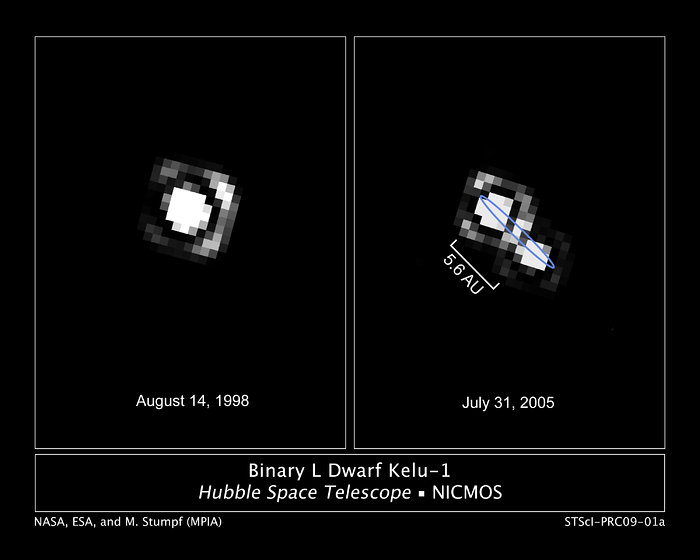 5.6 AU
August 14, 1998
July 31, 2005
Binary L Dwarf Kelu-1
Hubble Space Telescope ▪ NICMOS
NASA, ESA, and M. Stumpf (MPIA)
STScI-PRC09-01a